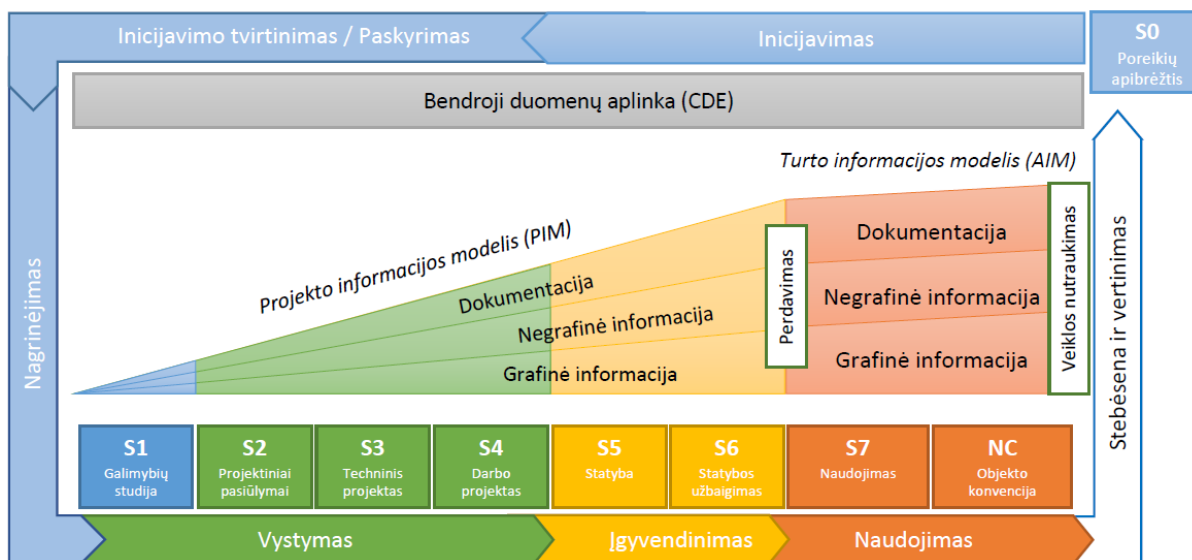 Inicijavimo tvirtinimas / Paskyrimas
Inicijavimas
S0
Poreikių
apibrėžtis
Bendroji duomenų aplinka (CDE)
Turto informacijos modelis (AIM)
Projekto informacijos modelis (PIM)
Dokumentacija
Negrafinė informacija
Grafinė informacija
Perdavimas
Dokumentacija
Negrafinė informacija
Grafinė informacija
Veiklos nutraukimas
Stebėsena ir vertinimas
Nagrinėjimas
S1
Galimybių
studija
S2
Projektiniai
pasiūlymai
S3
Techninis
projektas
S4
Darbo
projektas
S5
Statyba
S6
Statybos
užbaigimas
S7
Naudojimas
NC
Objekto
konvencija
Vystymas
Įgyvendinimas
Naudojimas